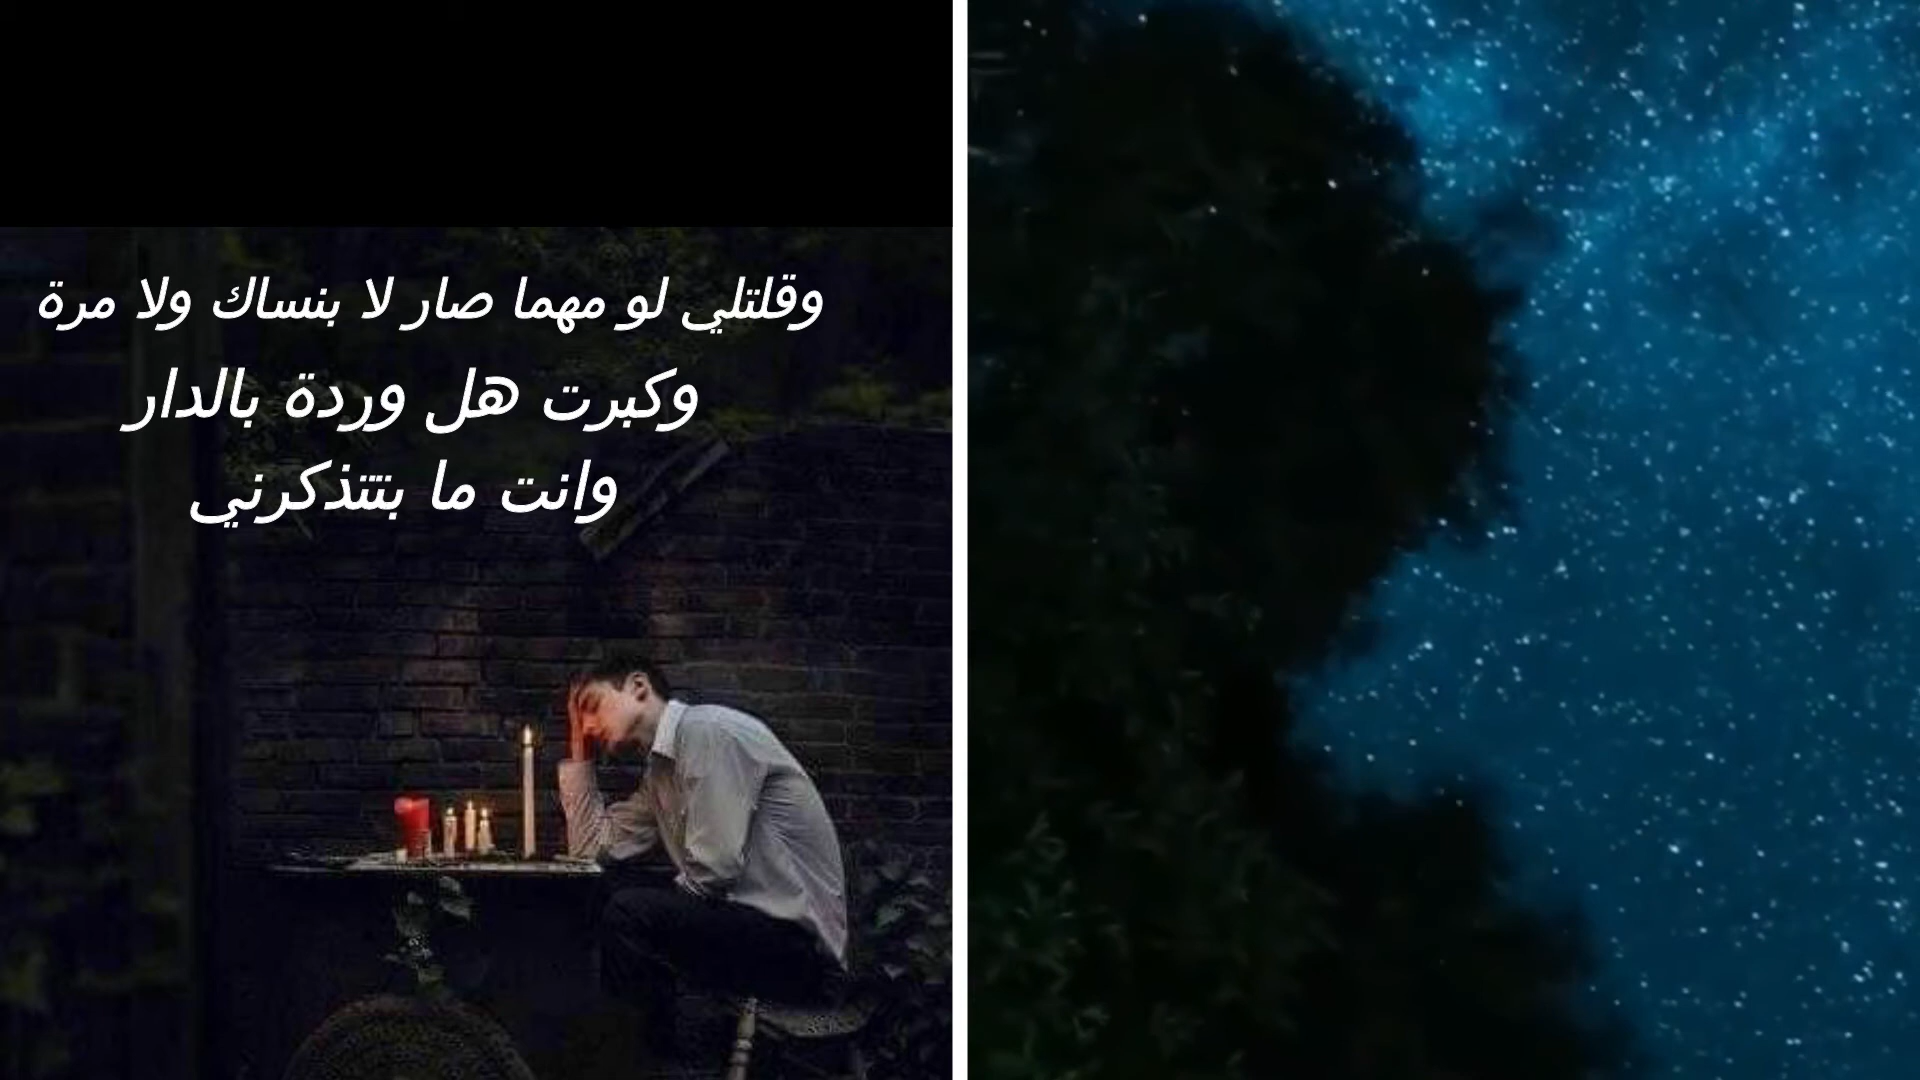 وقلتلي لو مهما صار لا بنساك ولا مرة
وكبرت هل وردة بالدار
وانت ما بتتذكرني